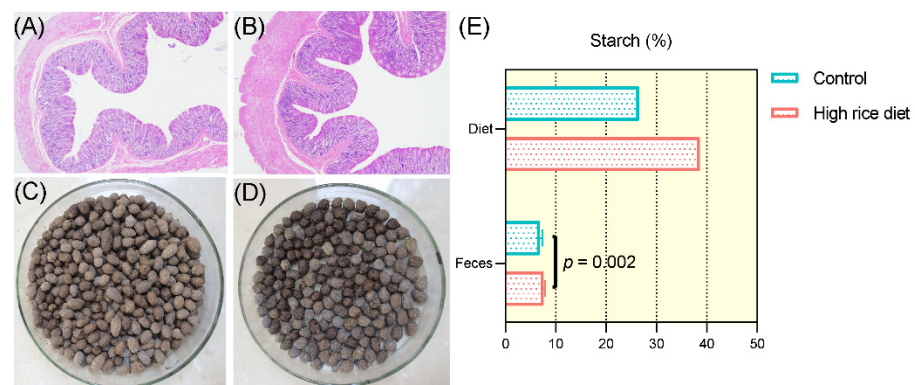 (A)
(B)
(C)
(D)
(E)
Starch (%)
Control
High rice diet
Diet
Feces
p = 0.002
0
10
20
30
40
50